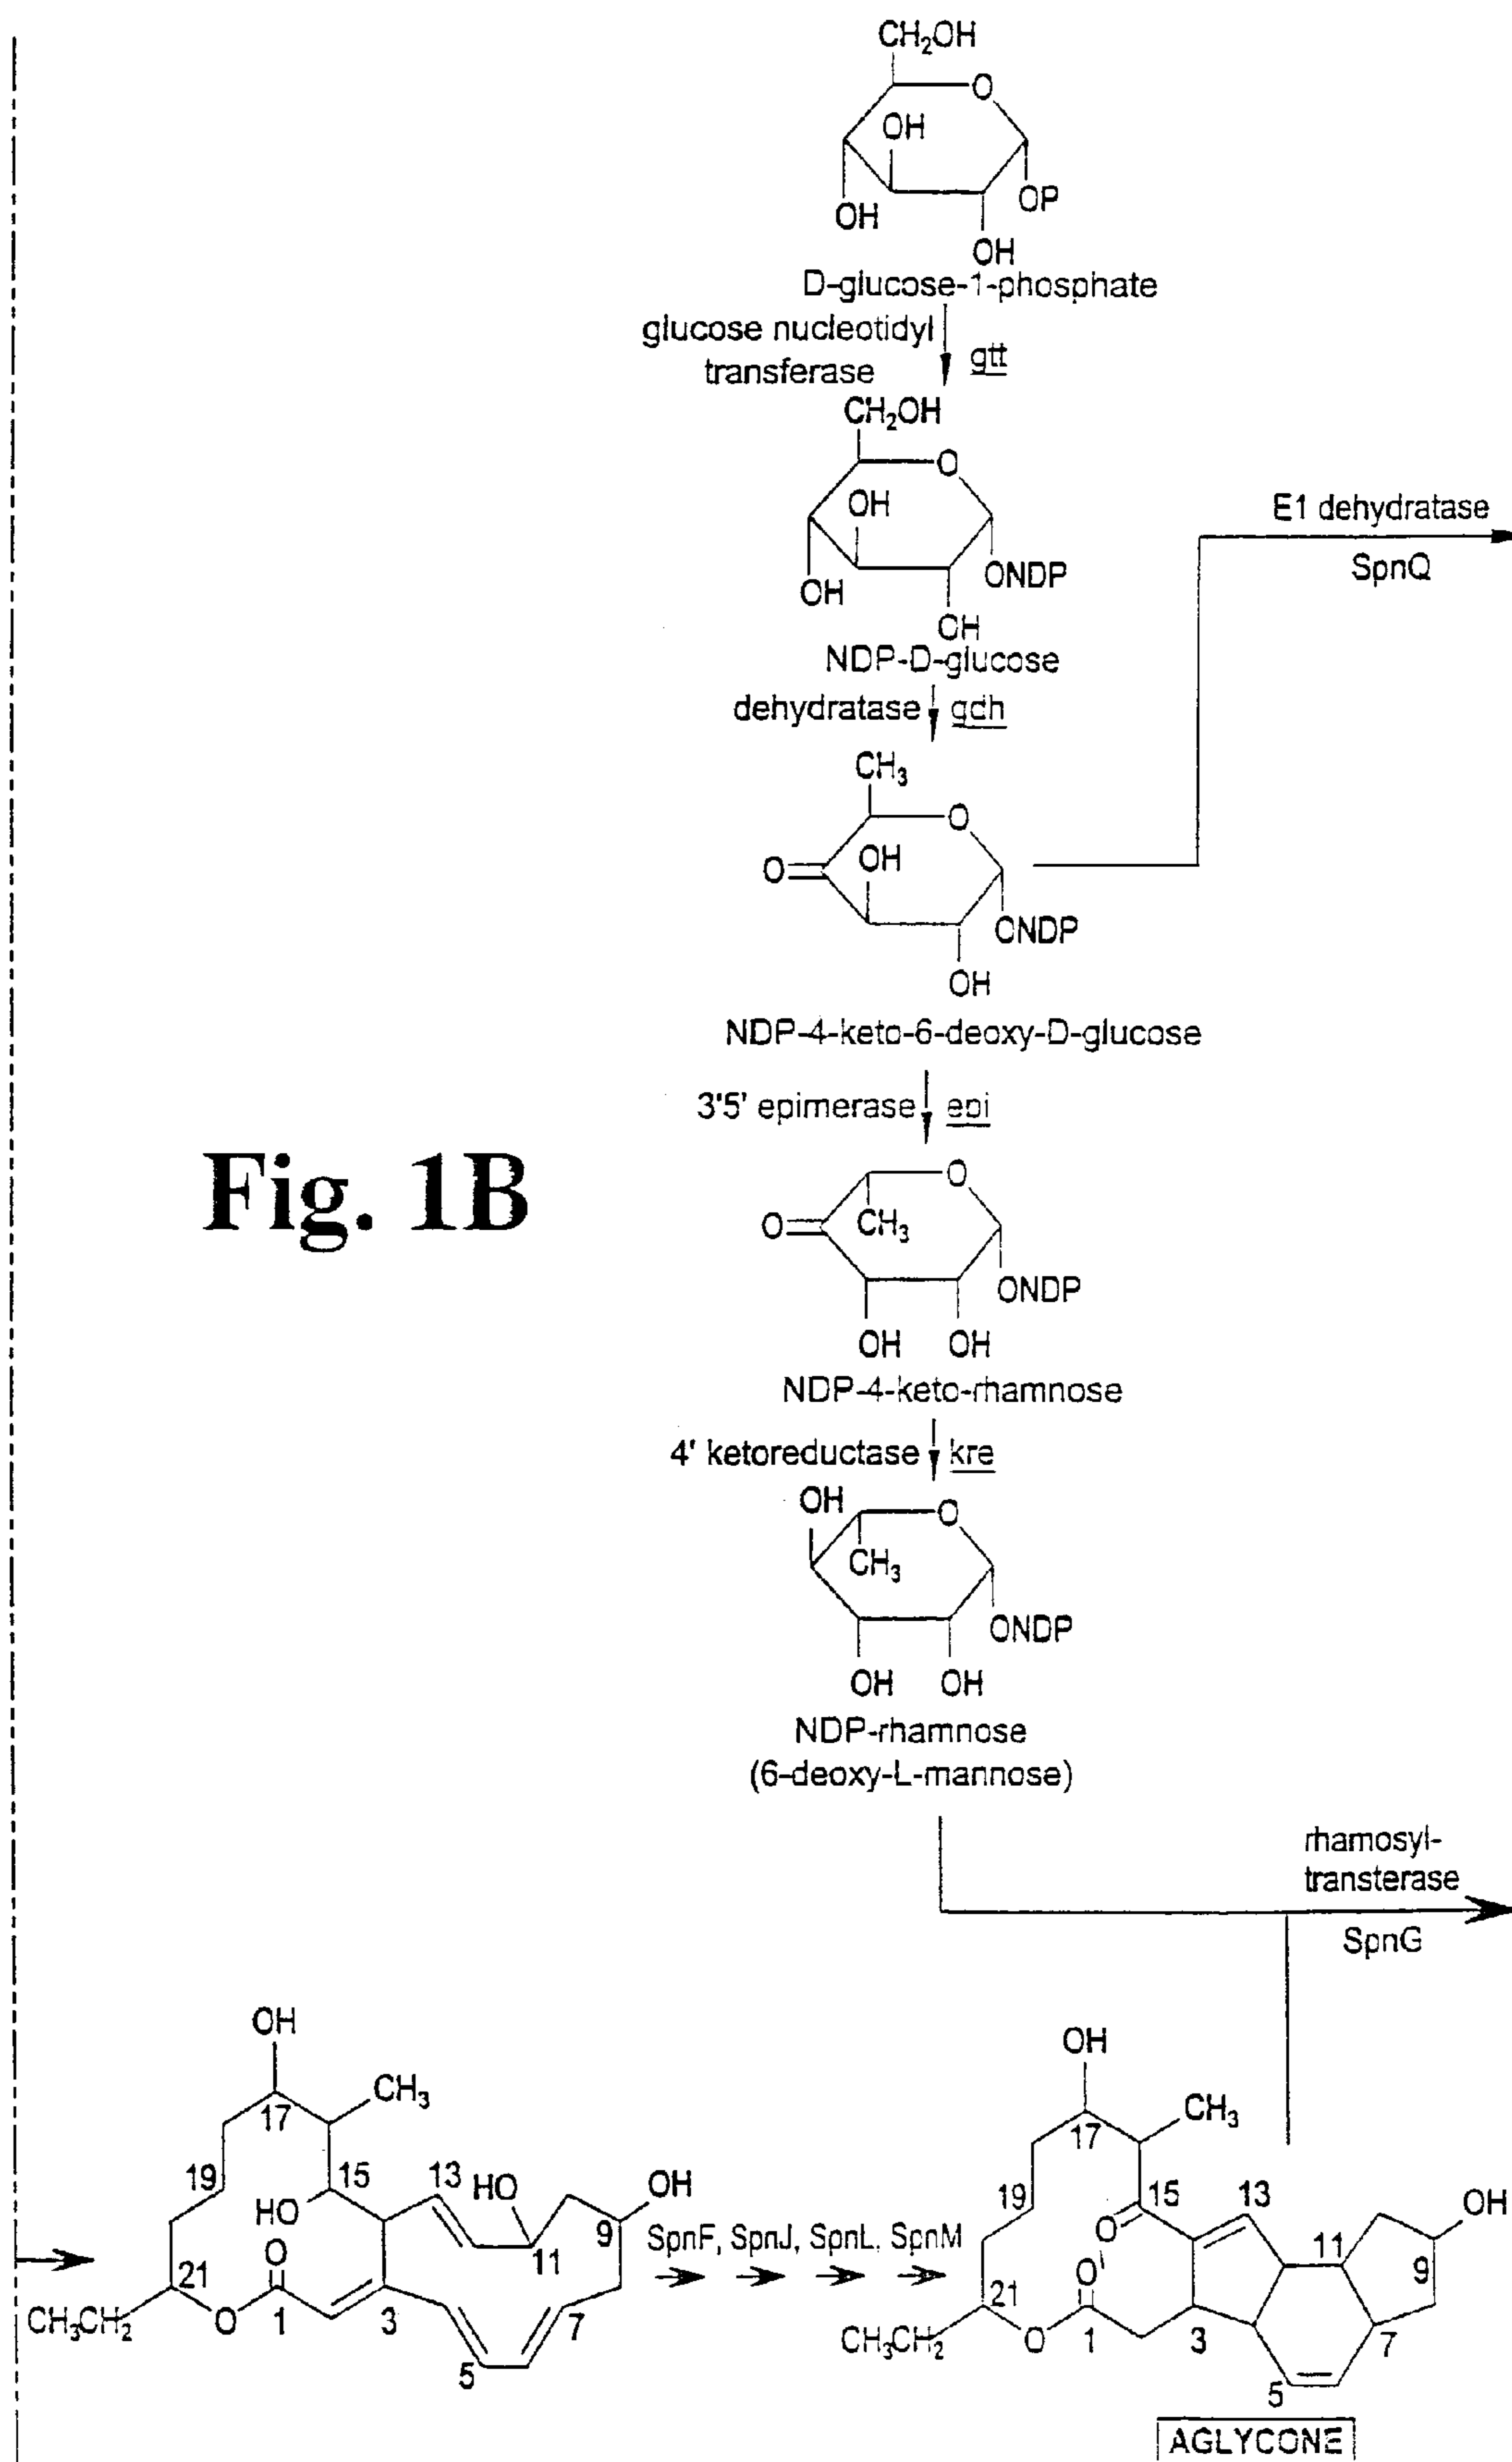 CH₂OH
O
OH
OH
OP
OH
D-glucose-1-phosphate
glucose nucleotidyl
transferase
gtt
CH₂OH
O
OH
OH
ONDP
OH
NDP-D-glucose
E1 dehydratase
SpnQ
dehydratase gdh
CH₃
O
O
OH
ONDP
OH
NDP-4-keto-6-deoxy-D-glucose
3'5' epimerase epi
Fig. 1B
O
O
CH₃
ONDP
OH OH
NDP-4-keto-rhamnose
4' ketoreductase kre
OH
O
CH₃
ONDP
OH OH
NDP-rhamnose
(6-deoxy-L-mannose)
rhamosyl-
transterase
SpnG
OH
CH₃
17
19
15
HO
13
HO
OH
9
11
O
21
CH₃CH₂
O
1
3
5
7
SpnF, SpnJ, SpnL, SpnM
OH
CH₃
17
19
15
13
O
O
11
OH
9
21
CH₃CH₂
O
1
3
5
7
AGLYCONE